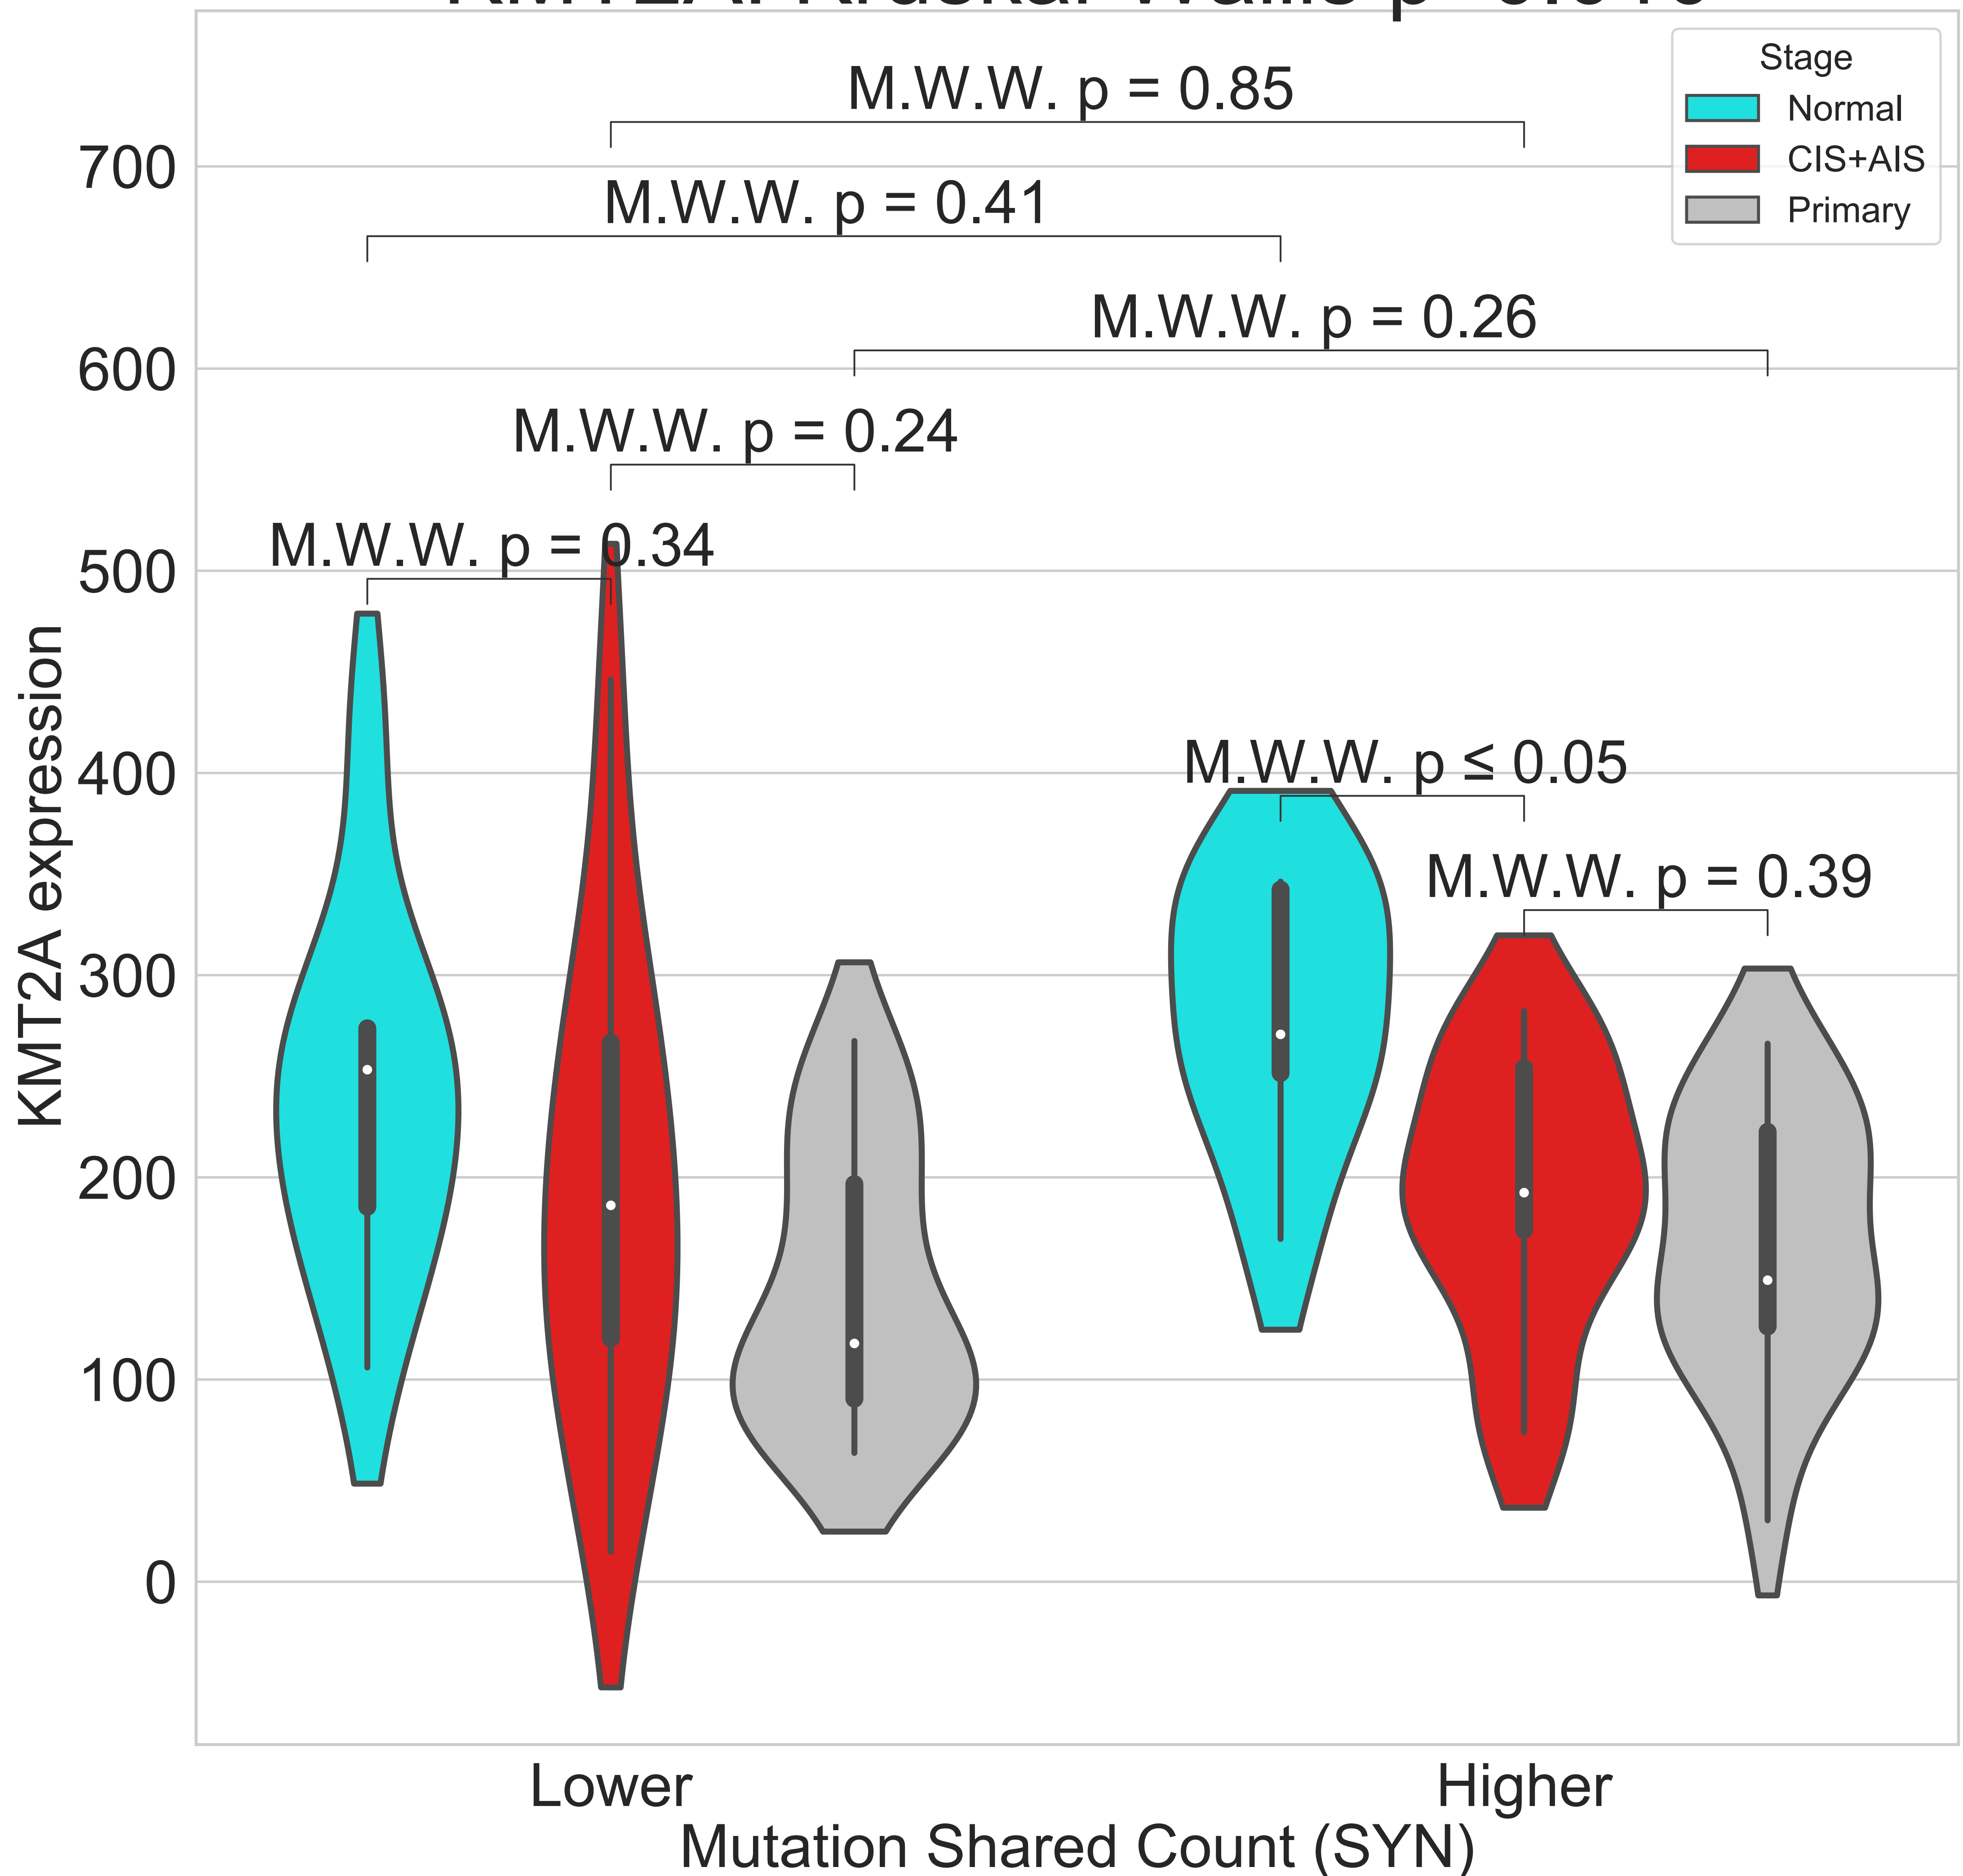 Stage
Normal
CIS+AIS
Primary
M.W.W. p = 0.85
M.W.W. p = 0.41
M.W.W. p = 0.26
M.W.W. p = 0.24
M.W.W. p = 0.34
M.W.W. p ≤ 0.05
M.W.W. p = 0.39
KMT2A expression
700
600
500
400
300
200
100
0
Lower
Higher
Mutation Shared Count (SYN)